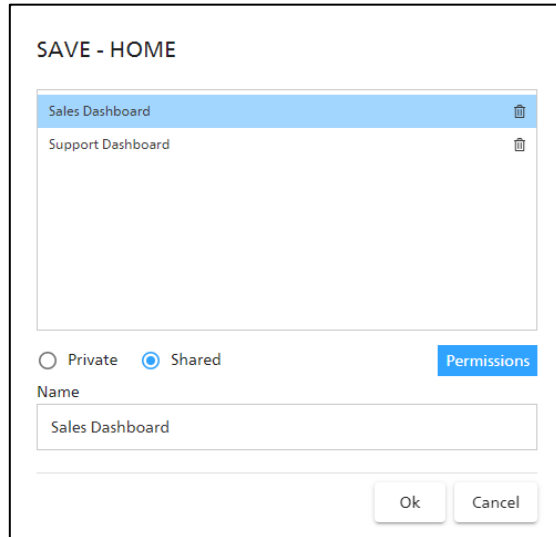 SAVE - HOME
Sales Dashboard
Support Dashboard
Private Shared Permissions
Name
Sales Dashboard
Ok Cancel